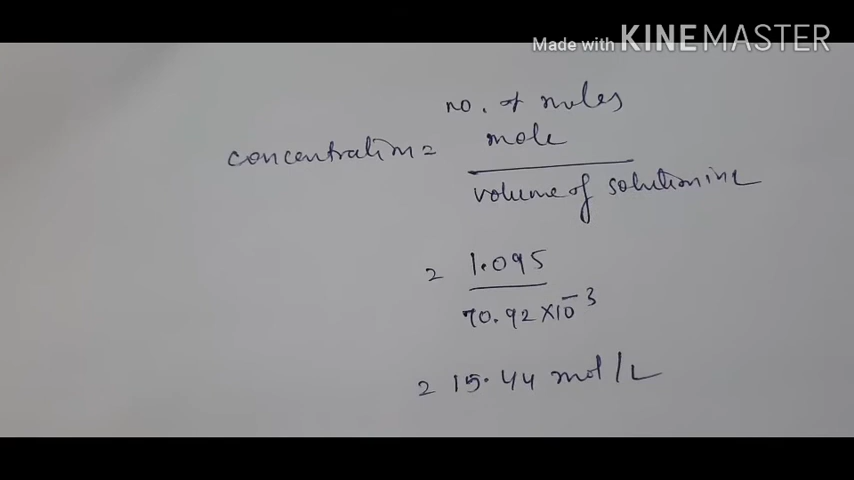 Made with KINEMASTER
no. of moles
concentration = mole
volume of solution in L
= 1.095
70.92 × 10⁻³
= 15.44 mol/L